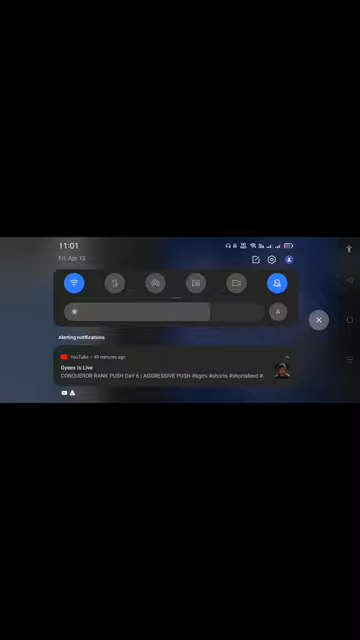 11:01
Fri, Apr 12
A
Alerting notifications
YouTube • 49 minutes ago
Gyeex Is Live
CONQUEROR RANK PUSH DaY 6 | AGGRESSIVE PUSH #bgmi #shorts #shortsfeed #.